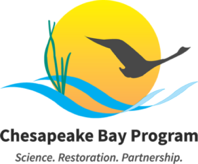 Chesapeake Bay Program
Science. Restoration. Partnership.